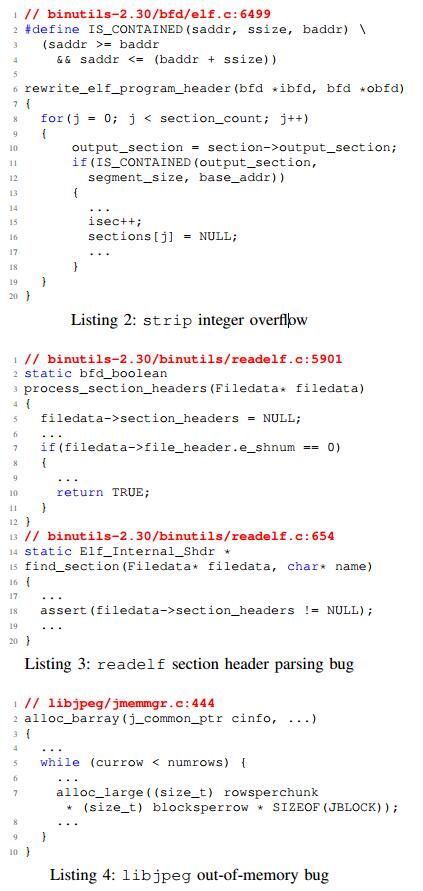 1 // binutils-2.30/bfd/elf.c:6499
2 #define IS_CONTAINED(saddr, ssize, baddr) \
3 (saddr >= baddr
4 && saddr <= (baddr + ssize))
5
6 rewrite_elf_program_header(bfd *ibfd, bfd *obfd)
7 {
8 for(j = 0; j < section_count; j++)
9 {
10 output_section = section->output_section;
11 if(IS_CONTAINED(output_section,
12 segment_size, base_addr))
13 {
14 ...
15 isec++;
16 sections[j] = NULL;
17 ...
18 }
19 }
20 }
Listing 2: strip integer overflow
1 // binutils-2.30/binutils/readelf.c:5901
2 static bfd_boolean
3 process_section_headers(Filedata* filedata)
4 {
5 filedata->section_headers = NULL;
6 ...
7 if(filedata->file_header.e_shnum == 0)
8 {
9 ...
10 return TRUE;
11 }
12 }
13 // binutils-2.30/binutils/readelf.c:654
14 static Elf_Internal_Shdr *
15 find_section(Filedata* filedata, char* name)
16 {
17 ...
18 assert(filedata->section_headers != NULL);
19 ...
20 }
Listing 3: readelf section header parsing bug
1 // libjpeg/jmemmgr.c:444
2 alloc_barray(j_common_ptr cinfo, ...)
3 {
4 ...
5 while (currow < numrows) {
6 ...
7 alloc_large((size_t) rowsperchunk
* (size_t) blocksperrow * SIZEOF(JBLOCK));
8 ...
9 }
10 }
Listing 4: libjpeg out-of-memory bug